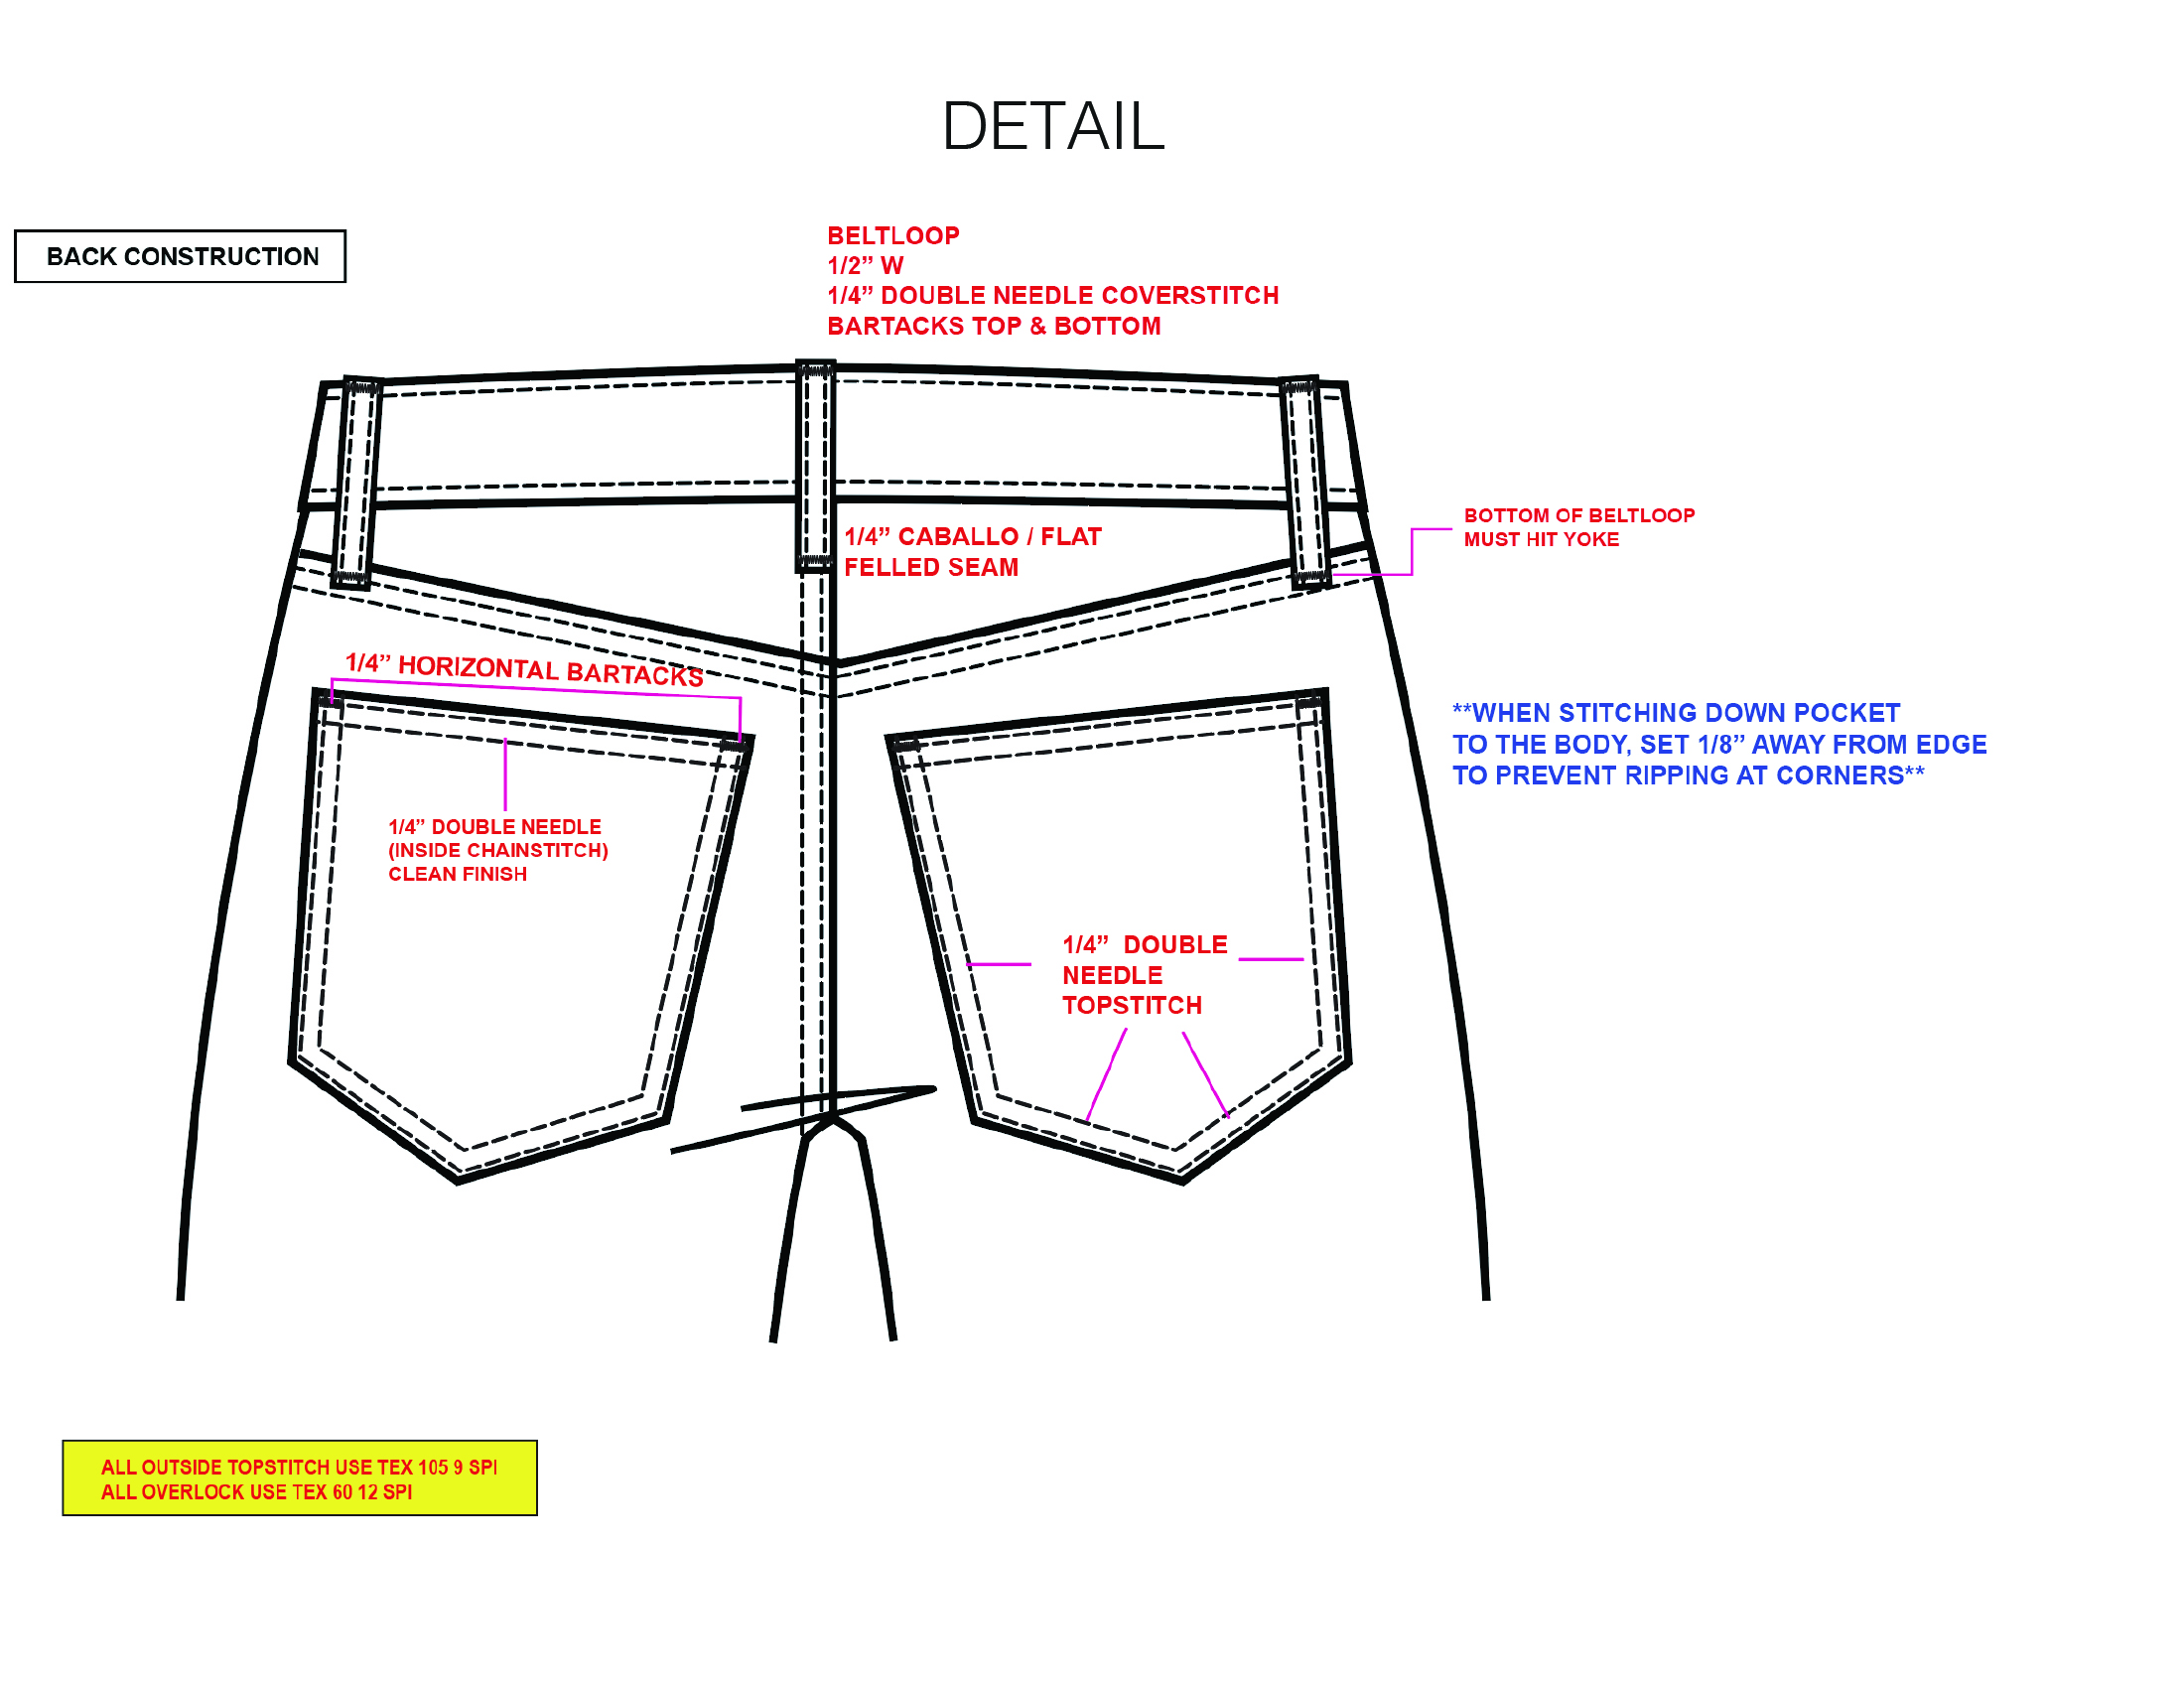 DETAIL
BACK CONSTRUCTION
BELTLOOP
1/2” W
1/4” DOUBLE NEEDLE COVERSTITCH
BARTACKS TOP & BOTTOM
1/4” CABALLO / FLAT
FELLED SEAM
BOTTOM OF BELTLOOP
MUST HIT YOKE
1/4” HORIZONTAL BARTACKS
**WHEN STITCHING DOWN POCKET
TO THE BODY, SET 1/8” AWAY FROM EDGE
TO PREVENT RIPPING AT CORNERS**
1/4” DOUBLE NEEDLE
(INSIDE CHAINSTITCH)
CLEAN FINISH
1/4” DOUBLE
NEEDLE
TOPSTITCH
ALL OUTSIDE TOPSTITCH USE TEX 105 9 SPI
ALL OVERLOCK USE TEX 60 12 SPI